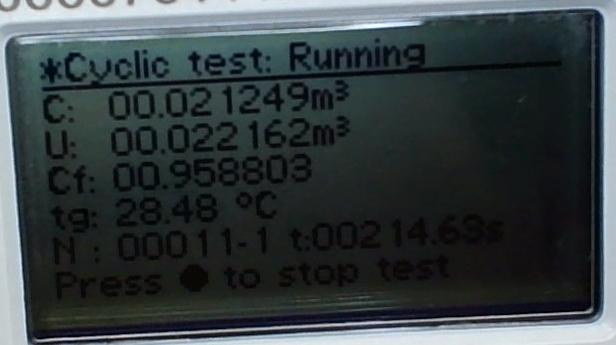 *Cyclic test: Running
C: 00.021249m³
U: 00.022162m³
Cf: 00.958803
tg: 28.48 °C
N : 00011-1 t:00214.63s
Press ● to stop test